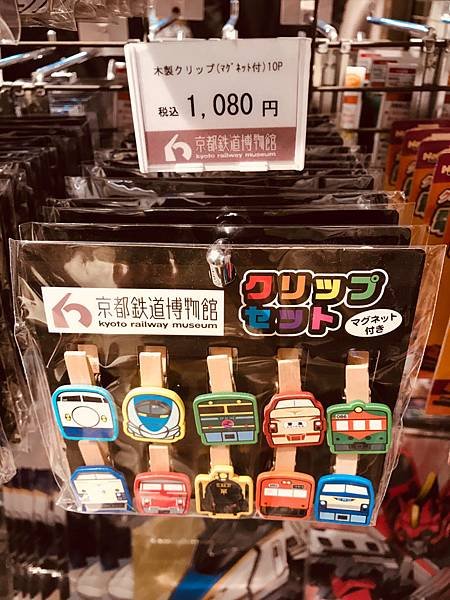 木製クリップ(ﾏｸﾞﾈｯﾄ付)10P
税込 1,080 円
京都鉄道博物館
kyoto railway museum
京都鉄道博物館
kyoto railway museum
クリップ
セット
マグネット
付き